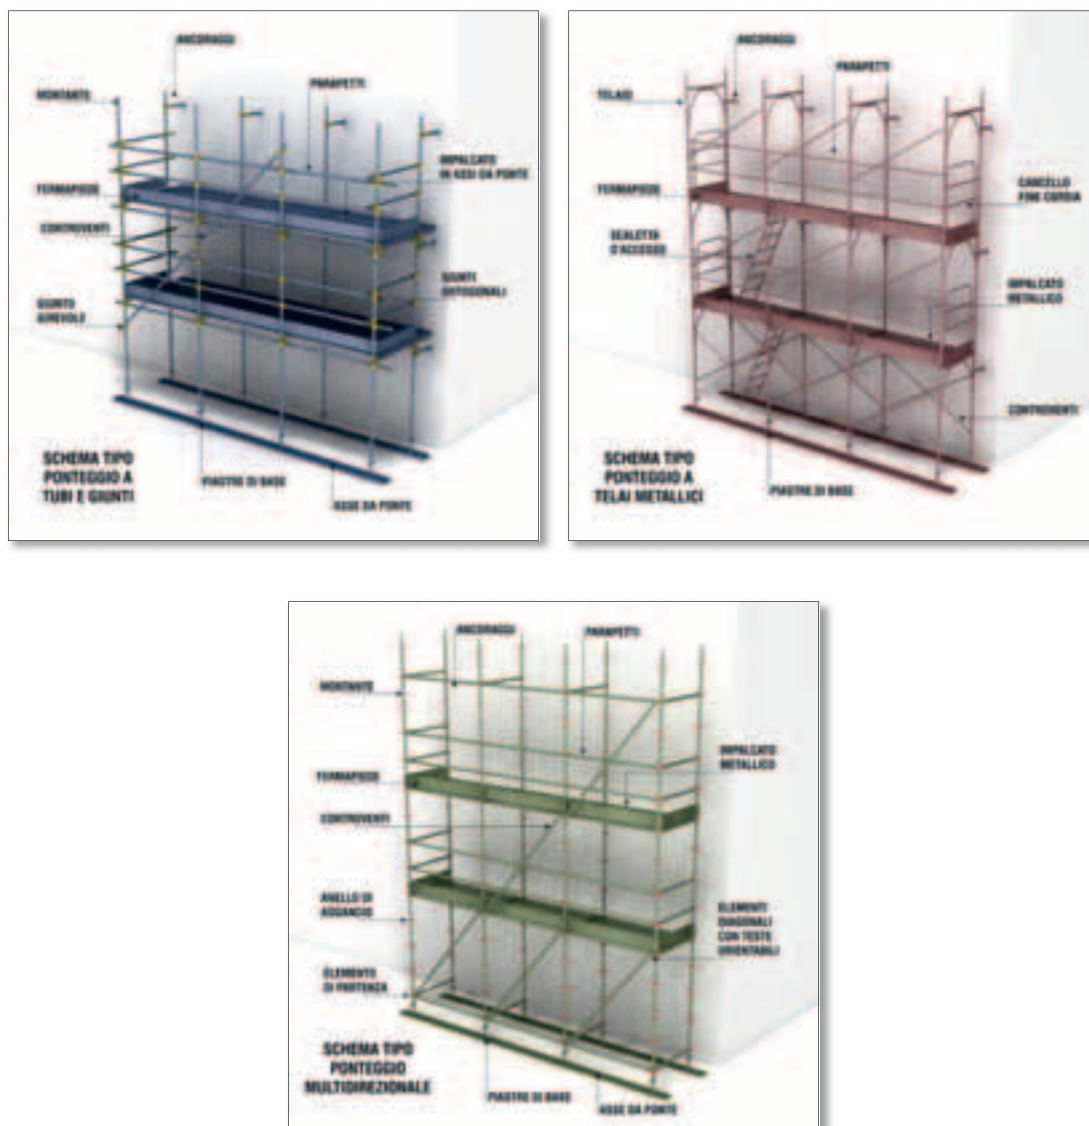 ANCORAGGI
MONTANTE
PARAPETTI
IMPALCATO
IN ASSI DA PONTE
FERMAPIEDE
CONTROVENTI
GIUNTI
ORTOGONALI
GIUNTO
GIREVOLE
SCHEMA TIPO
PONTEGGIO A
TUBI E GIUNTI
PIASTRE DI BASE
ASSE DA PONTE
ANCORAGGI
TELAIO
PARAPETTI
FERMAPIEDE
CANCELLO
FINE CORSIA
SCALETTA
D'ACCESSO
IMPALCATO
METALLICO
CONTROVENTI
SCHEMA TIPO
PONTEGGIO A
TELAI METALLICI
PIASTRE DI BASE
ANCORAGGI
PARAPETTI
MONTANTE
IMPALCATO
METALLICO
FERMAPIEDE
CONTROVENTI
ANELLO DI
AGGANCIO
ELEMENTI
DIAGONALI
CON TESTE
ORIENTABILI
ELEMENTO
DI PARTENZA
SCHEMA TIPO
PONTEGGIO
MULTIDIREZIONALE
PIASTRE DI BASE
ASSE DA PONTE